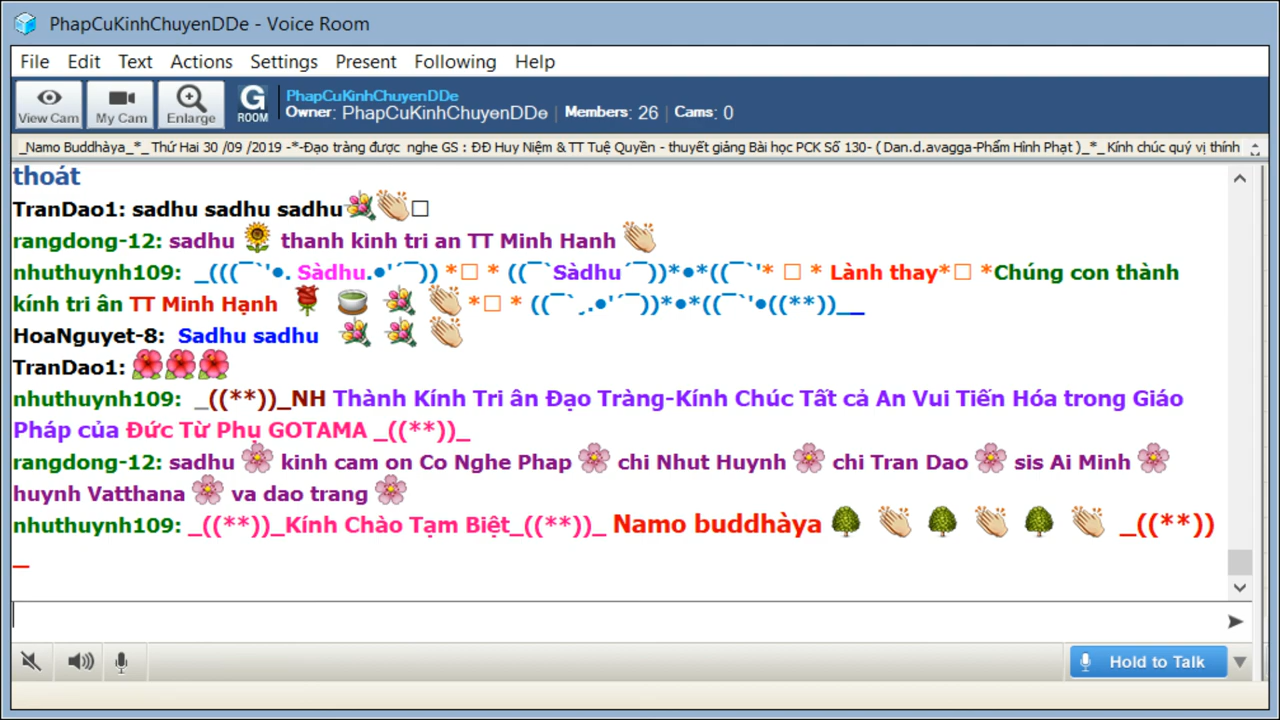 PhapCuKinhChuyenDDe - Voice Room
File Edit Text Actions Settings Present Following Help
View Cam My Cam Enlarge G ROOM PhapCuKinhChuyenDDe
Owner: PhapCuKinhChuyenDDe | Members: 26 | Cams: 0
_Namo Buddhàya_*_ Thứ Hai 30 /09 /2019 -*-Đạo tràng được nghe GS : ĐĐ Huy Niệm & TT Tuệ Quyền - thuyết giảng Bài học PCK Số 130- ( Dan.d.avagga-Phẩm Hình Phạt )_*_ Kính chúc quý vị thính
thoát
TranDao1: sadhu sadhu sadhu💐👏□
rangdong-12: sadhu 🌻 thanh kinh tri an TT Minh Hanh 👏
nhuthuynh109: _(((¯`'●. Sàdhu.●'´¯)) *□ * ((¯`Sàdhu´¯))*●*((¯`'* □ * Lành thay*□ *Chúng con thành
kính tri ân TT Minh Hạnh 🌹 🍵 💐 👏 *□ * ((¯`¸.●'´¯))*●*((¯`'●((**))__
HoaNguyet-8: Sadhu sadhu 💐 💐 👏
TranDao1: 🌺🌺🌺
nhuthuynh109: _((**))_NH Thành Kính Tri ân Đạo Tràng-Kính Chúc Tất cả An Vui Tiến Hóa trong Giáo
Pháp của Đức Từ Phụ GOTAMA _((**))_
rangdong-12: sadhu 🌸 kinh cam on Co Nghe Phap 🌸 chi Nhut Huynh 🌸 chi Tran Dao 🌸 sis Ai Minh 🌸
huynh Vatthana 🌸 va dao trang 🌸
nhuthuynh109: _((**))_Kính Chào Tạm Biệt_((**))_ Namo buddhàya 🌳 👏 🌳 👏 🌳 👏 _((**))
_
Hold to Talk